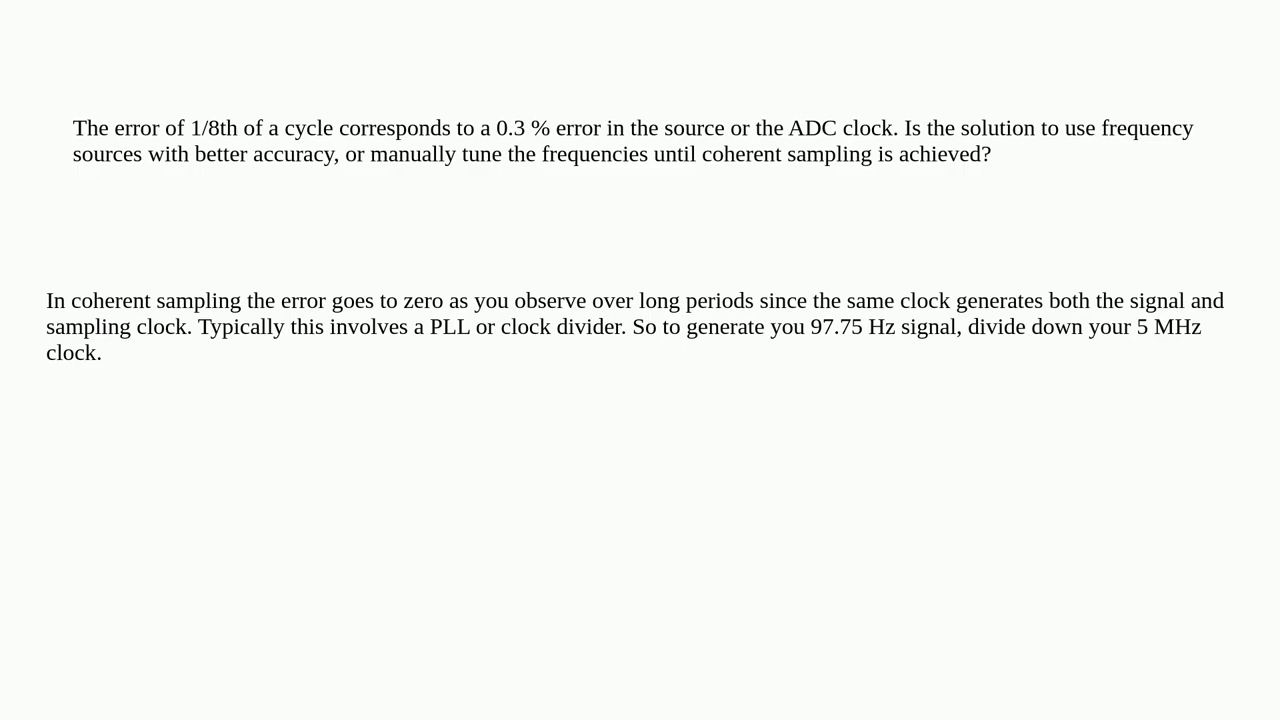 The error of 1/8th of a cycle corresponds to a 0.3 % error in the source or the ADC clock. Is the solution to use frequency
sources with better accuracy, or manually tune the frequencies until coherent sampling is achieved?
In coherent sampling the error goes to zero as you observe over long periods since the same clock generates both the signal and
sampling clock. Typically this involves a PLL or clock divider. So to generate you 97.75 Hz signal, divide down your 5 MHz
clock.